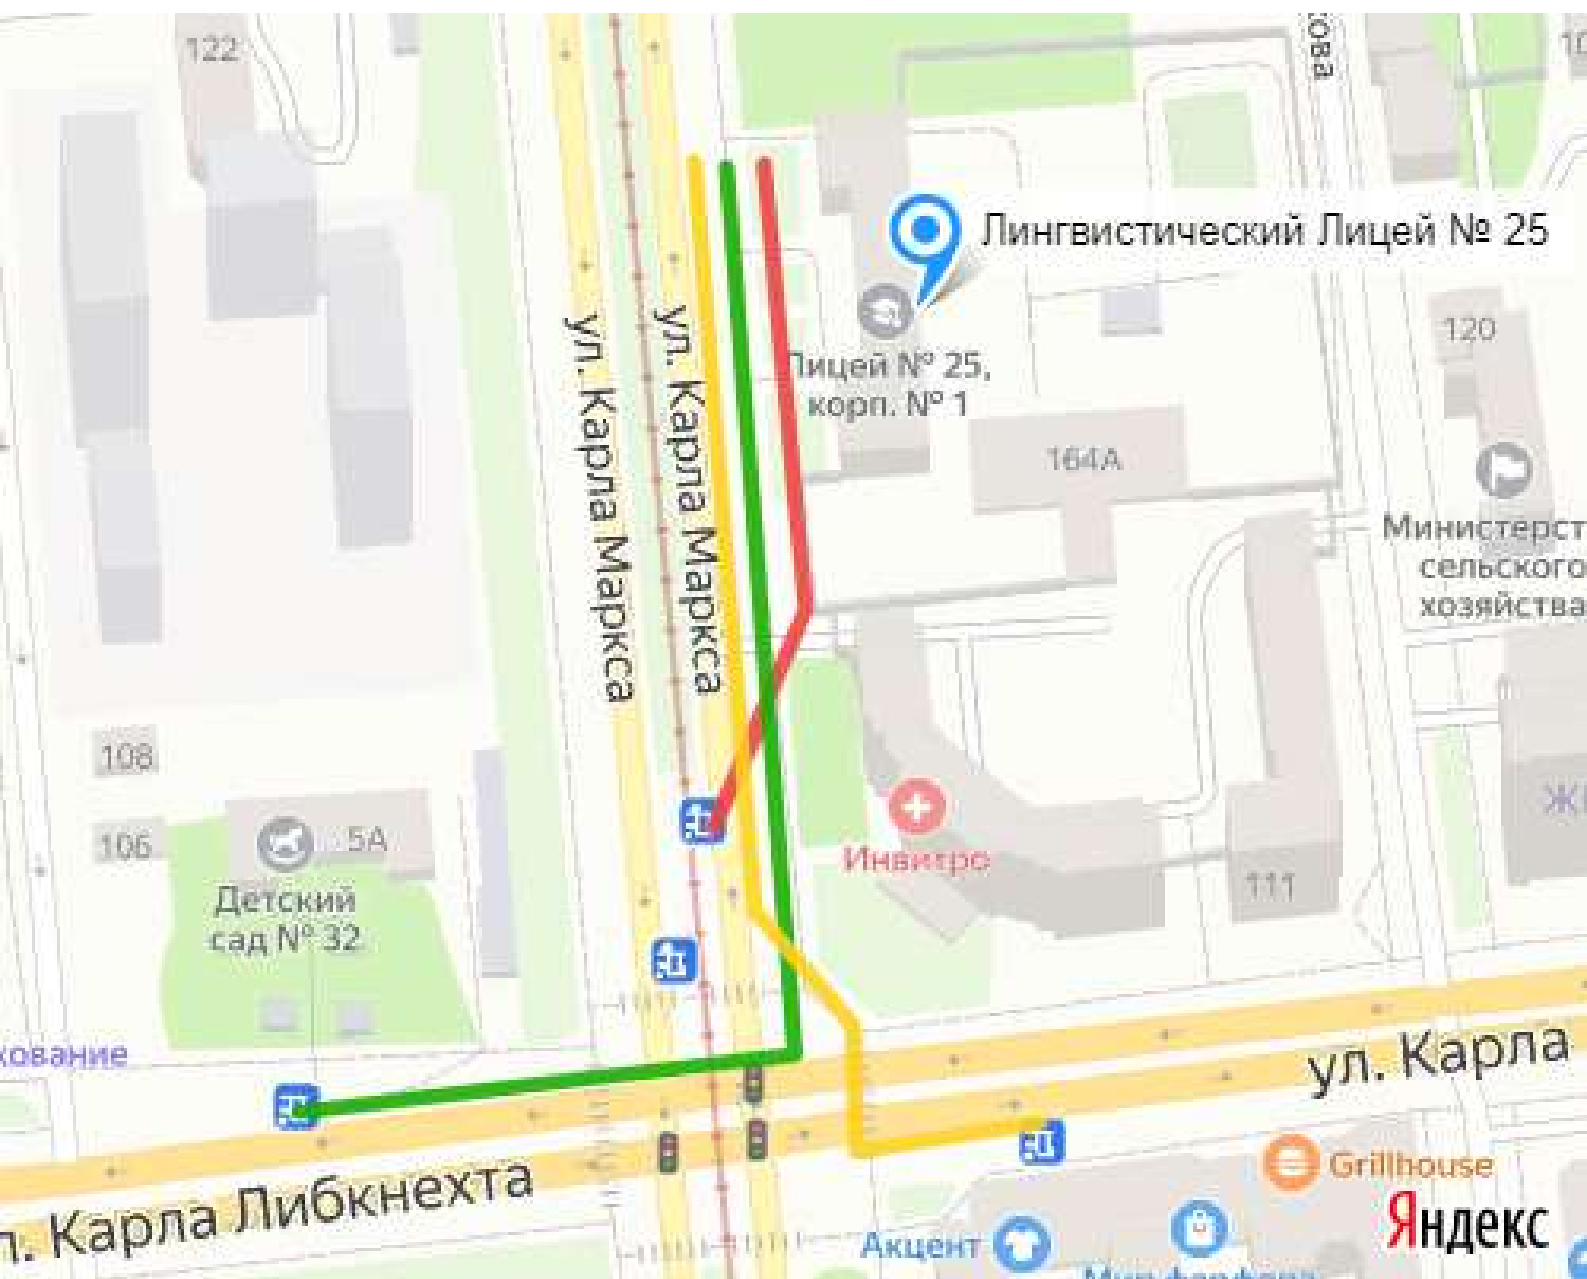 122
Лингвистический Лицей № 25
120
Лицей № 25,
корп. № 1
164А
ул. Карла Маркса
ул. Карла Маркса
Министерст
сельского
хозяйства
108
106
5А
Детский
сад № 32
Инвитро
111
хование
ул. Карла
л. Карла Либкнехта
Grillhouse
Яндекс
Акцент